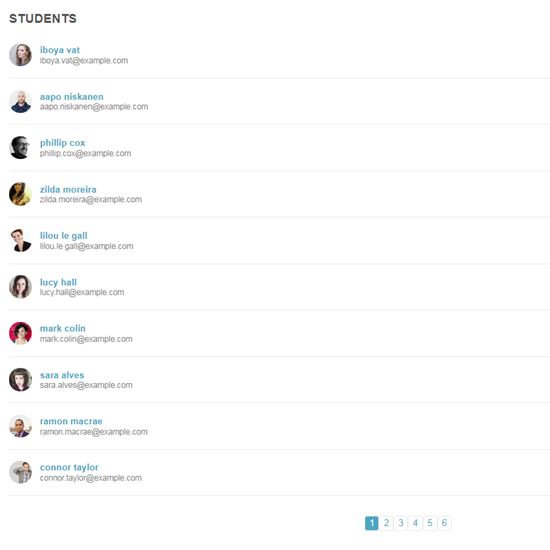 STUDENTS
iboya vat
iboya.vat@example.com
aapo niskanen
aapo.niskanen@example.com
phillip cox
phillip.cox@example.com
zilda moreira
zilda.moreira@example.com
lilou le gall
lilou.le gall@example.com
lucy hall
lucy.hall@example.com
mark colin
mark.colin@example.com
sara alves
sara.alves@example.com
ramon macrae
ramon.macrae@example.com
connor taylor
connor.taylor@example.com
1 2 3 4 5 6